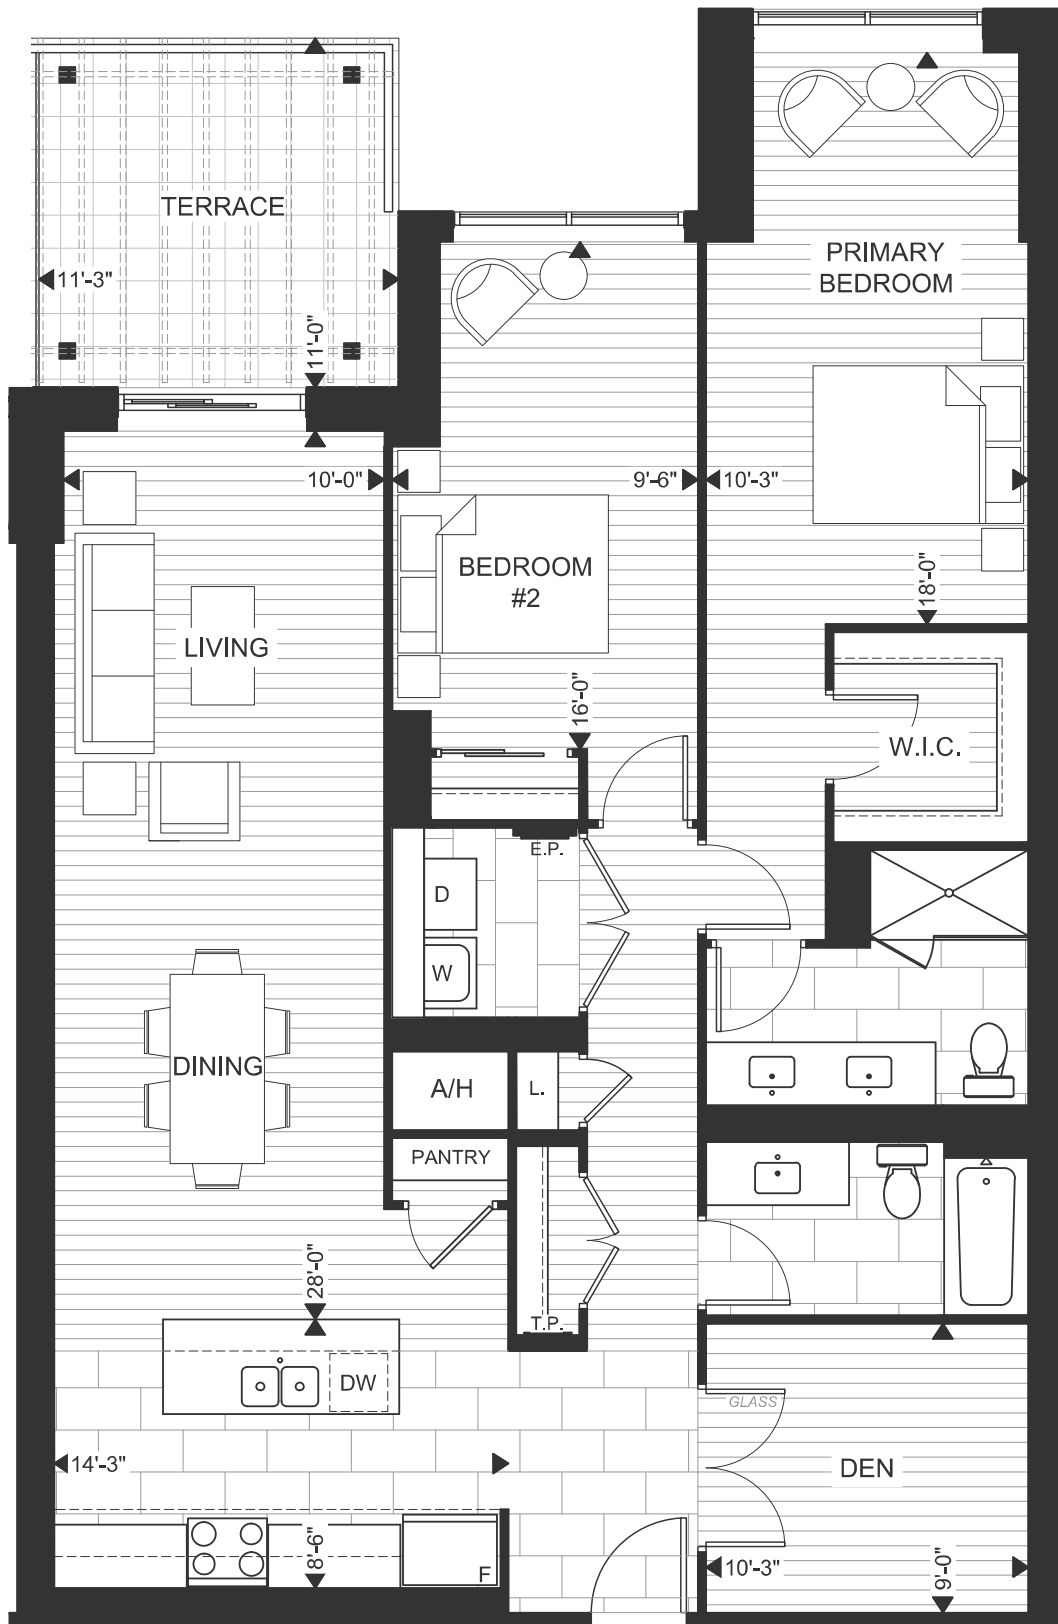 TERRACE
11'-3"
11'-0"
PRIMARY
BEDROOM
10'-0"
9'-6"
10'-3"
BEDROOM
#2
18'-0"
LIVING
16'-0"
W.I.C.
E.P.
D
W
DINING
A/H
L.
PANTRY
28'-0"
T.P.
DW
GLASS
14'-3"
DEN
8'-6"
F
10'-3"
9'-0"